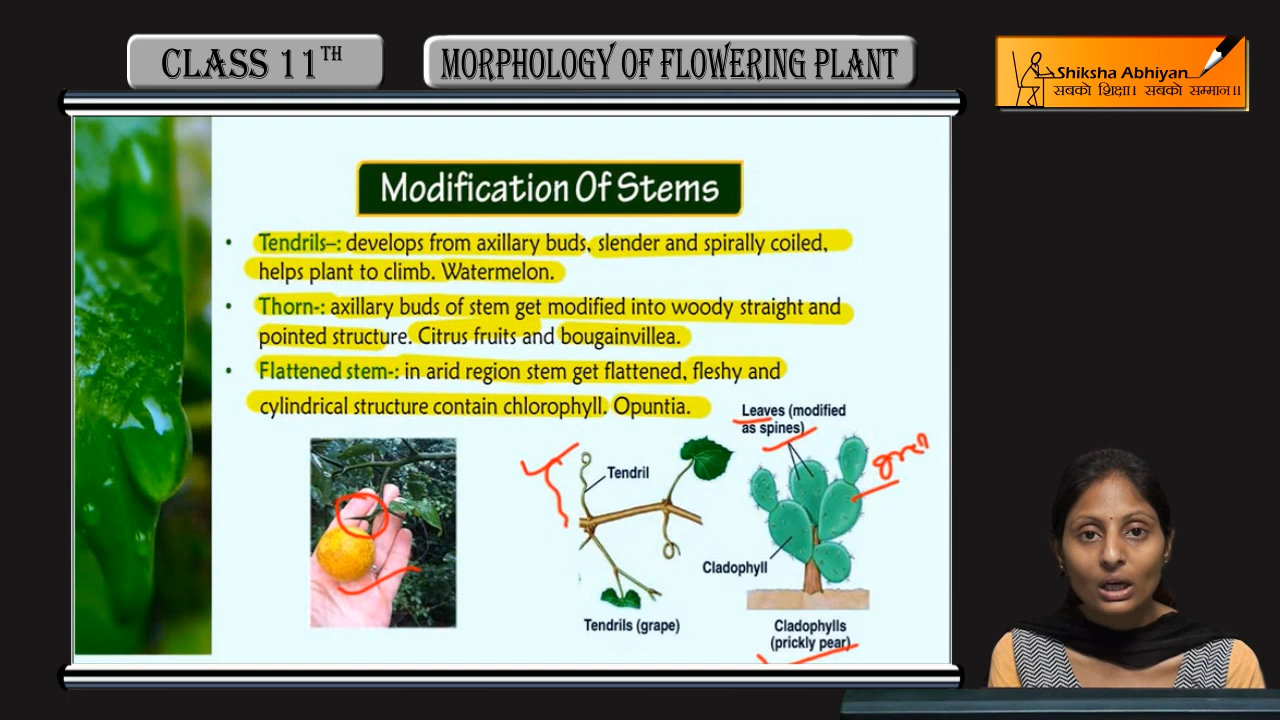 CLASS 11TH
MORPHOLOGY OF FLOWERING PLANT
Shiksha Abhiyan
सबको शिक्षा। सबको सम्मान।।
Modification Of Stems
• Tendrils–: develops from axillary buds, slender and spirally coiled,
helps plant to climb. Watermelon.
• Thorn-: axillary buds of stem get modified into woody straight and
pointed structure. Citrus fruits and bougainvillea.
• Flattened stem-: in arid region stem get flattened, fleshy and
cylindrical structure contain chlorophyll. Opuntia.
Leaves (modified
as spines)
Tendril
Cladophyll
Tendrils (grape)
Cladophylls
(prickly pear)